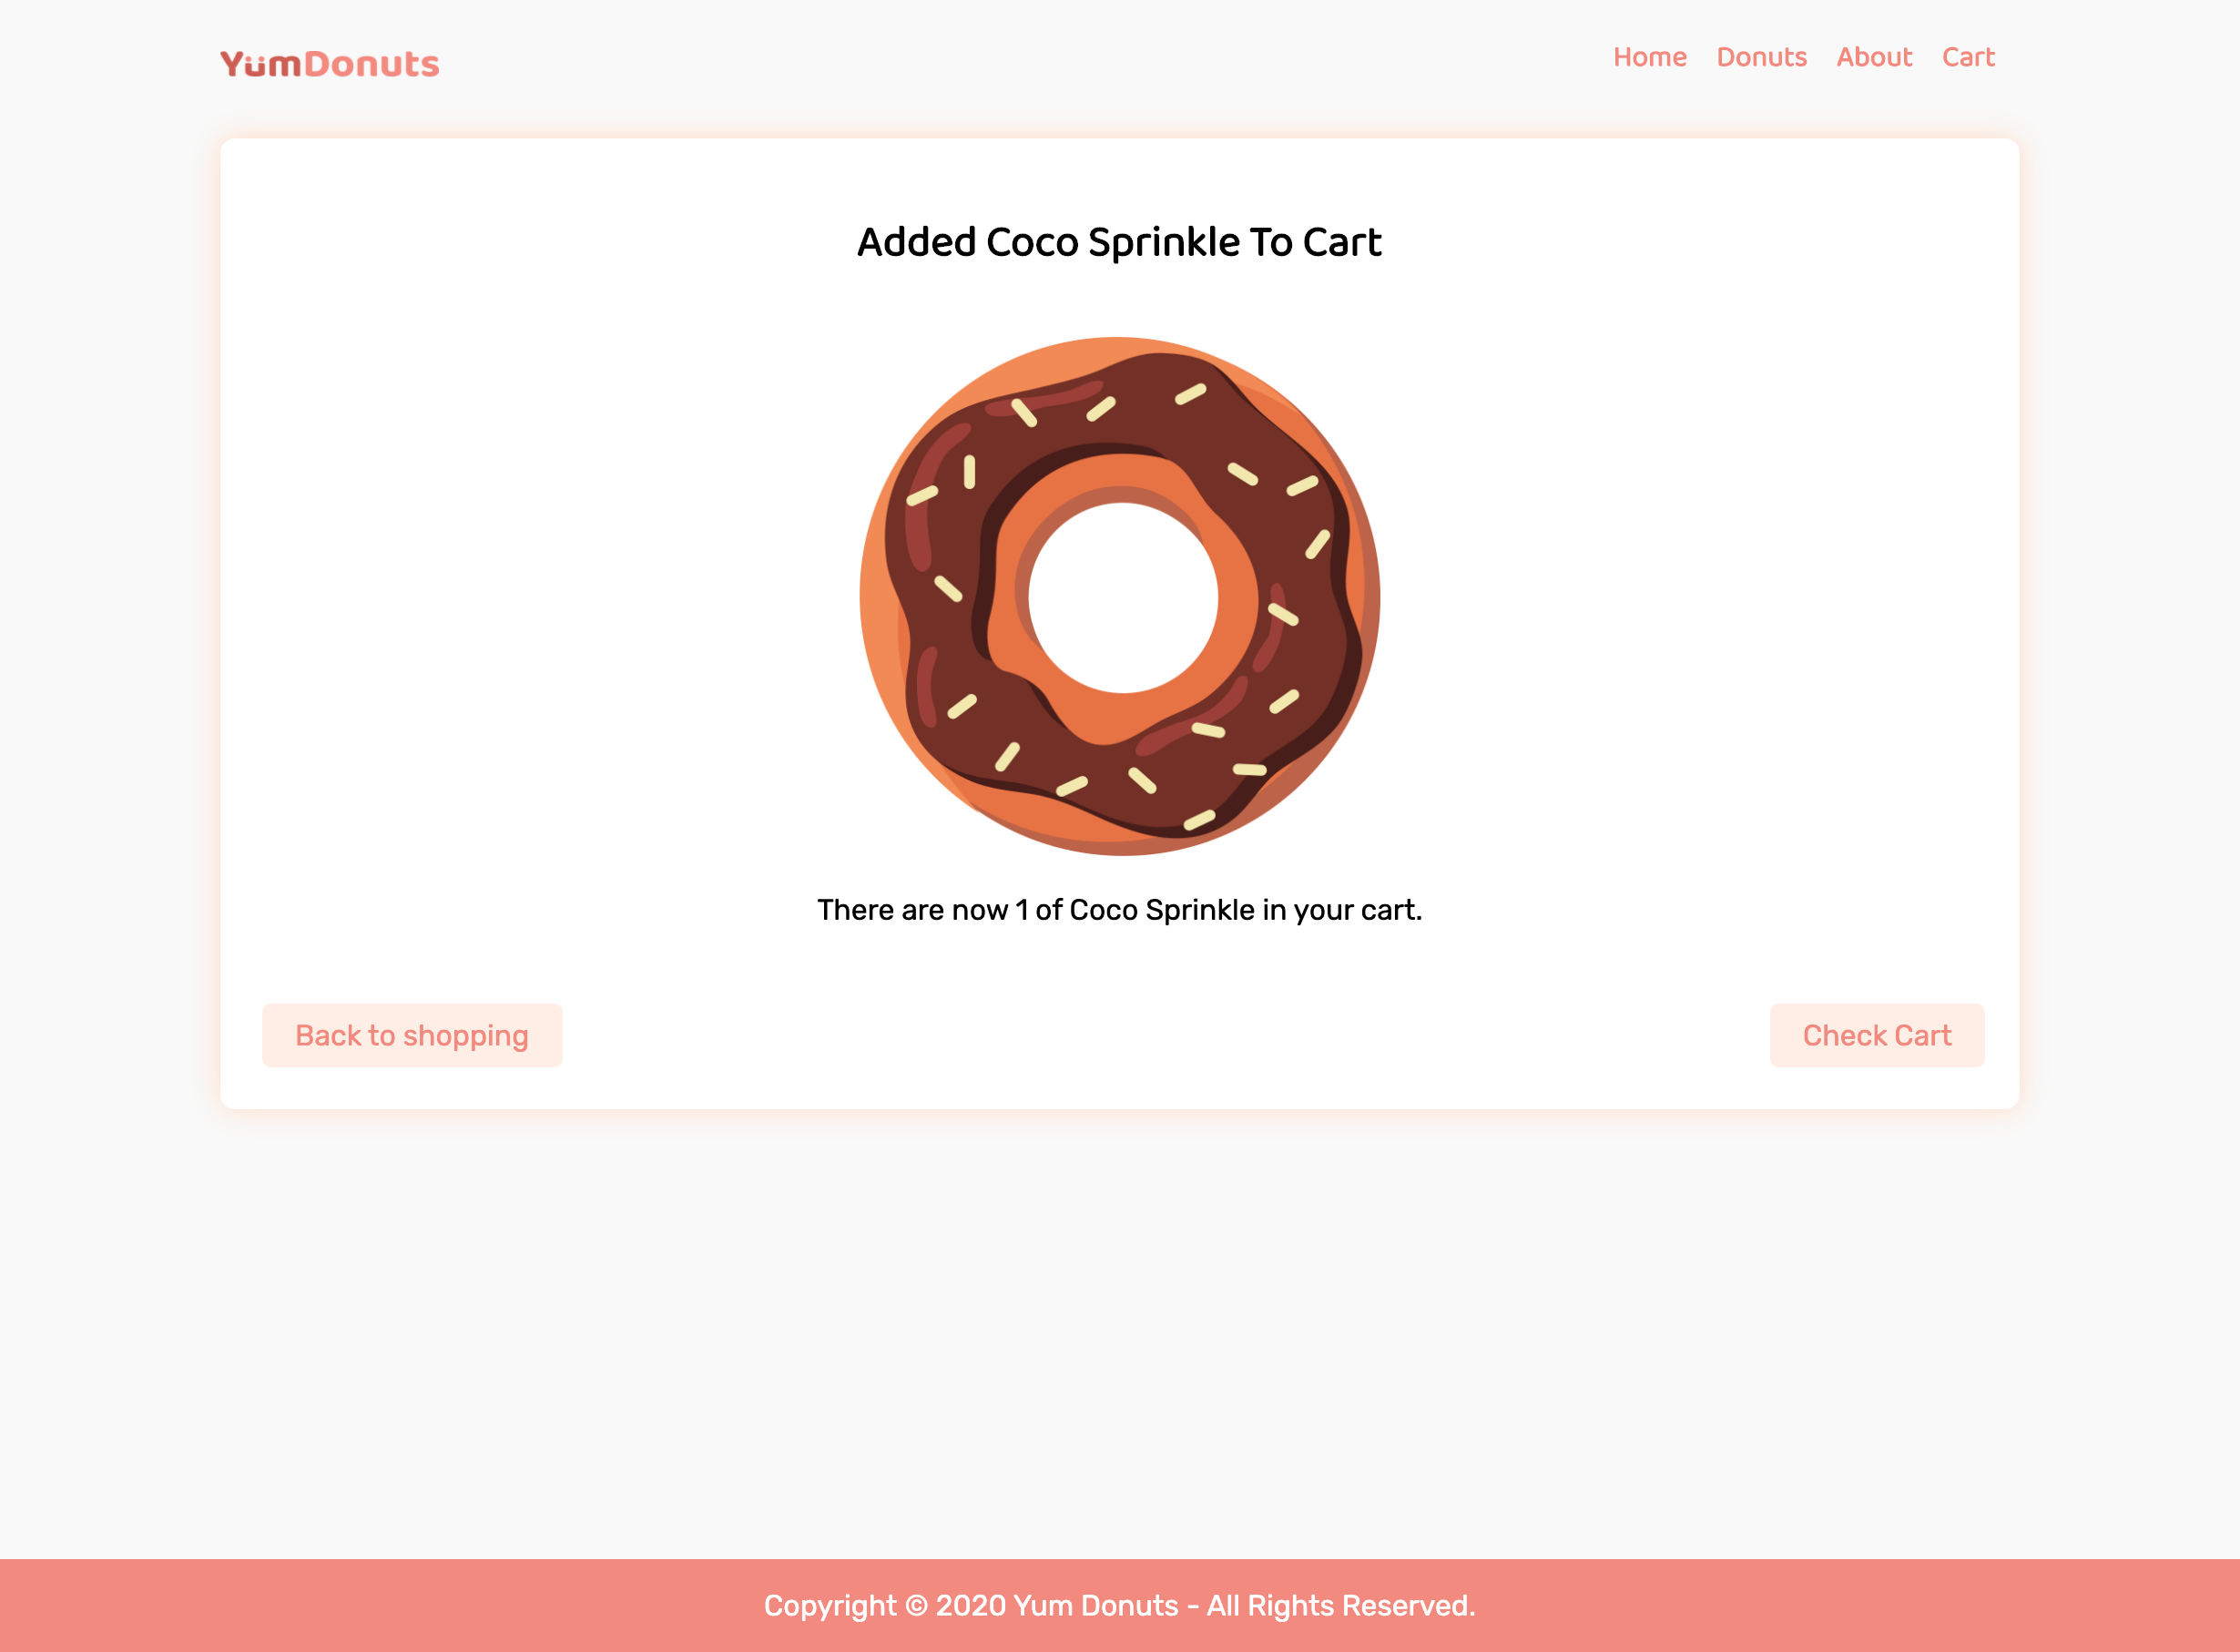 YümDonuts
Home Donuts About Cart
Added Coco Sprinkle To Cart
There are now 1 of Coco Sprinkle in your cart.
Back to shopping
Check Cart
Copyright © 2020 Yum Donuts - All Rights Reserved.